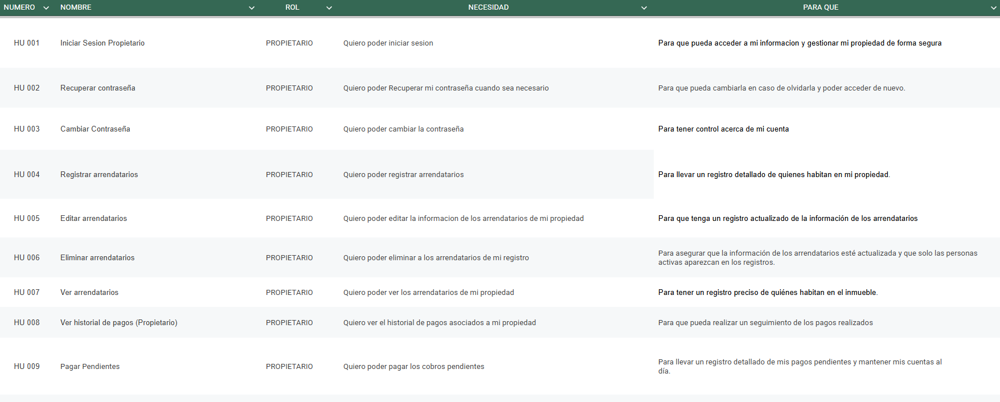 NUMERO NOMBRE ROL NECESIDAD PARA QUE
HU 001 Iniciar Sesion Propietario PROPIETARIO Quiero poder iniciar sesion Para que pueda acceder a mi informacion y gestionar mi propiedad de forma segura
HU 002 Recuperar contraseña PROPIETARIO Quiero poder Recuperar mi contraseña cuando sea necesario Para que pueda cambiarla en caso de olvidarla y poder acceder de nuevo.
HU 003 Cambiar Contraseña PROPIETARIO Quiero poder cambiar la contraseña Para tener control acerca de mi cuenta
HU 004 Registrar arrendatarios PROPIETARIO Quiero poder registrar arrendatarios Para llevar un registro detallado de quienes habitan en mi propiedad.
HU 005 Editar arrendatarios PROPIETARIO Quiero poder editar la informacion de los arrendatarios de mi propiedad Para que tenga un registro actualizado de la información de los arrendatarios
HU 006 Eliminar arrendatarios PROPIETARIO Quiero poder eliminar a los arrendatarios de mi registro Para asegurar que la información de los arrendatarios esté actualizada y que solo las personas
activas aparezcan en los registros.
HU 007 Ver arrendatarios PROPIETARIO Quiero poder ver los arrendatarios de mi propiedad Para tener un registro preciso de quiénes habitan en el inmueble.
HU 008 Ver historial de pagos (Propietario) PROPIETARIO Quiero ver el historial de pagos asociados a mi propiedad Para que pueda realizar un seguimiento de los pagos realizados
HU 009 Pagar Pendientes PROPIETARIO Quiero poder pagar los cobros pendientes Para llevar un registro detallado de mis pagos pendientes y mantener mis cuentas al
día.